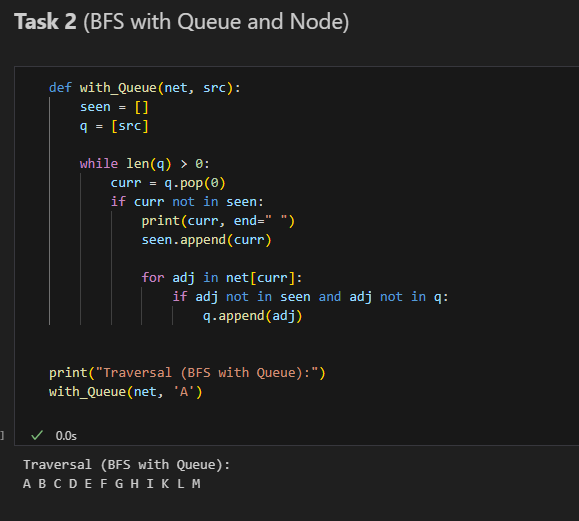 Task 2 (BFS with Queue and Node)
def with_Queue(net, src):
    seen = []
    q = [src]
    while len(q) > 0:
        curr = q.pop(0)
        if curr not in seen:
            print(curr, end=" ")
            seen.append(curr)
            for adj in net[curr]:
                if adj not in seen and adj not in q:
                    q.append(adj)
print("Traversal (BFS with Queue):")
with_Queue(net, 'A')
] ✓ 0.0s
Traversal (BFS with Queue):
A B C D E F G H I K L M